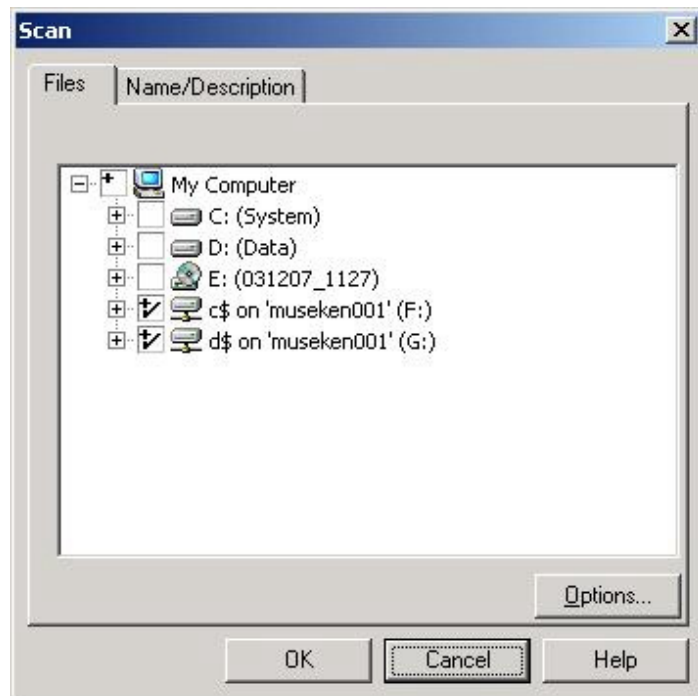 Scan
Files
Name/Description
My Computer
C: (System)
D: (Data)
E: (031207_1127)
c$ on 'museken001' (F:)
d$ on 'museken001' (G:)
Options...
OK
Cancel
Help